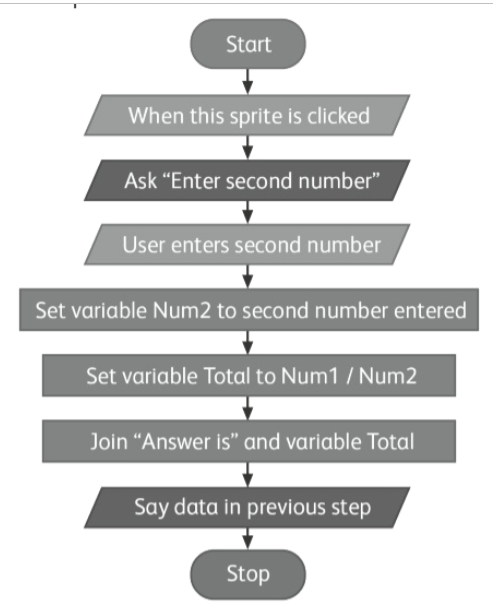 Start
When this sprite is clicked
Ask “Enter second number”
User enters second number
Set variable Num2 to second number entered
Set variable Total to Num1 / Num2
Join “Answer is” and variable Total
Say data in previous step
Stop